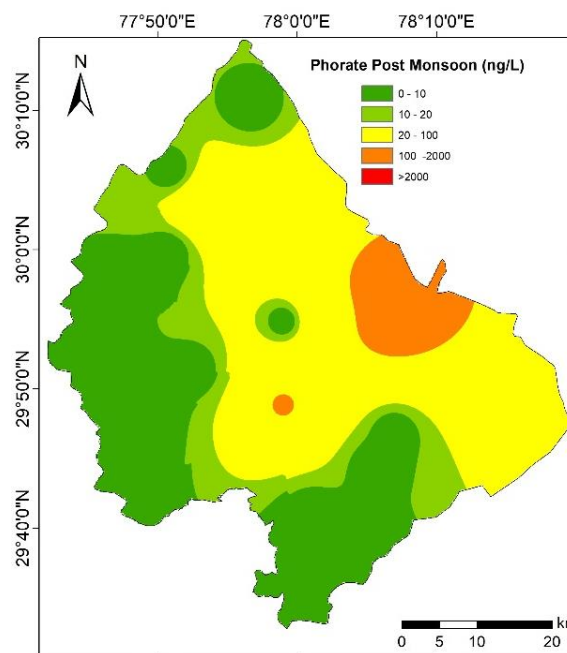 77°50'0"E 78°0'0"E 78°10'0"E
N
Phorate Post Monsoon (ng/L)
0 - 10
10 - 20
20 - 100
100 -2000
>2000
30°10'0"N
30°0'0"N
29°50'0"N
29°40'0"N
km
0 5 10 20